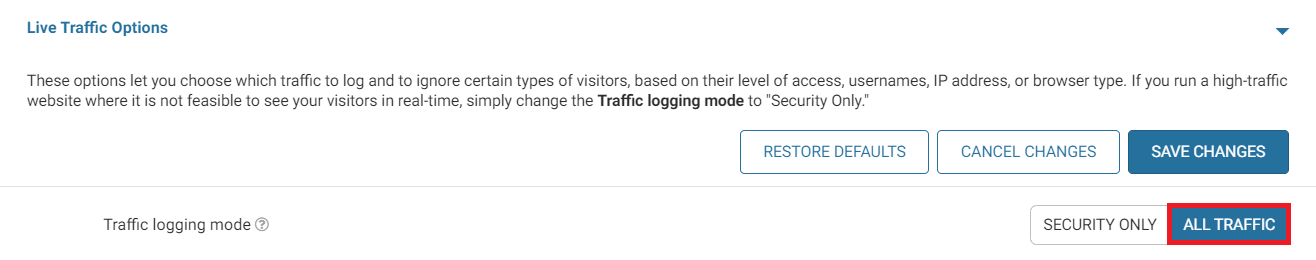 Live Traffic Options
These options let you choose which traffic to log and to ignore certain types of visitors, based on their level of access, usernames, IP address, or browser type. If you run a high-traffic
website where it is not feasible to see your visitors in real-time, simply change the Traffic logging mode to "Security Only."
RESTORE DEFAULTS CANCEL CHANGES SAVE CHANGES
Traffic logging mode ? SECURITY ONLY ALL TRAFFIC